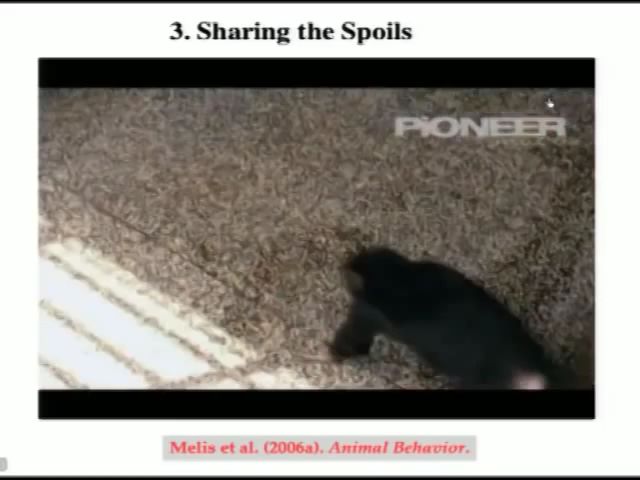 3. Sharing the Spoils
PiONEER
Melis et al. (2006a). Animal Behavior.